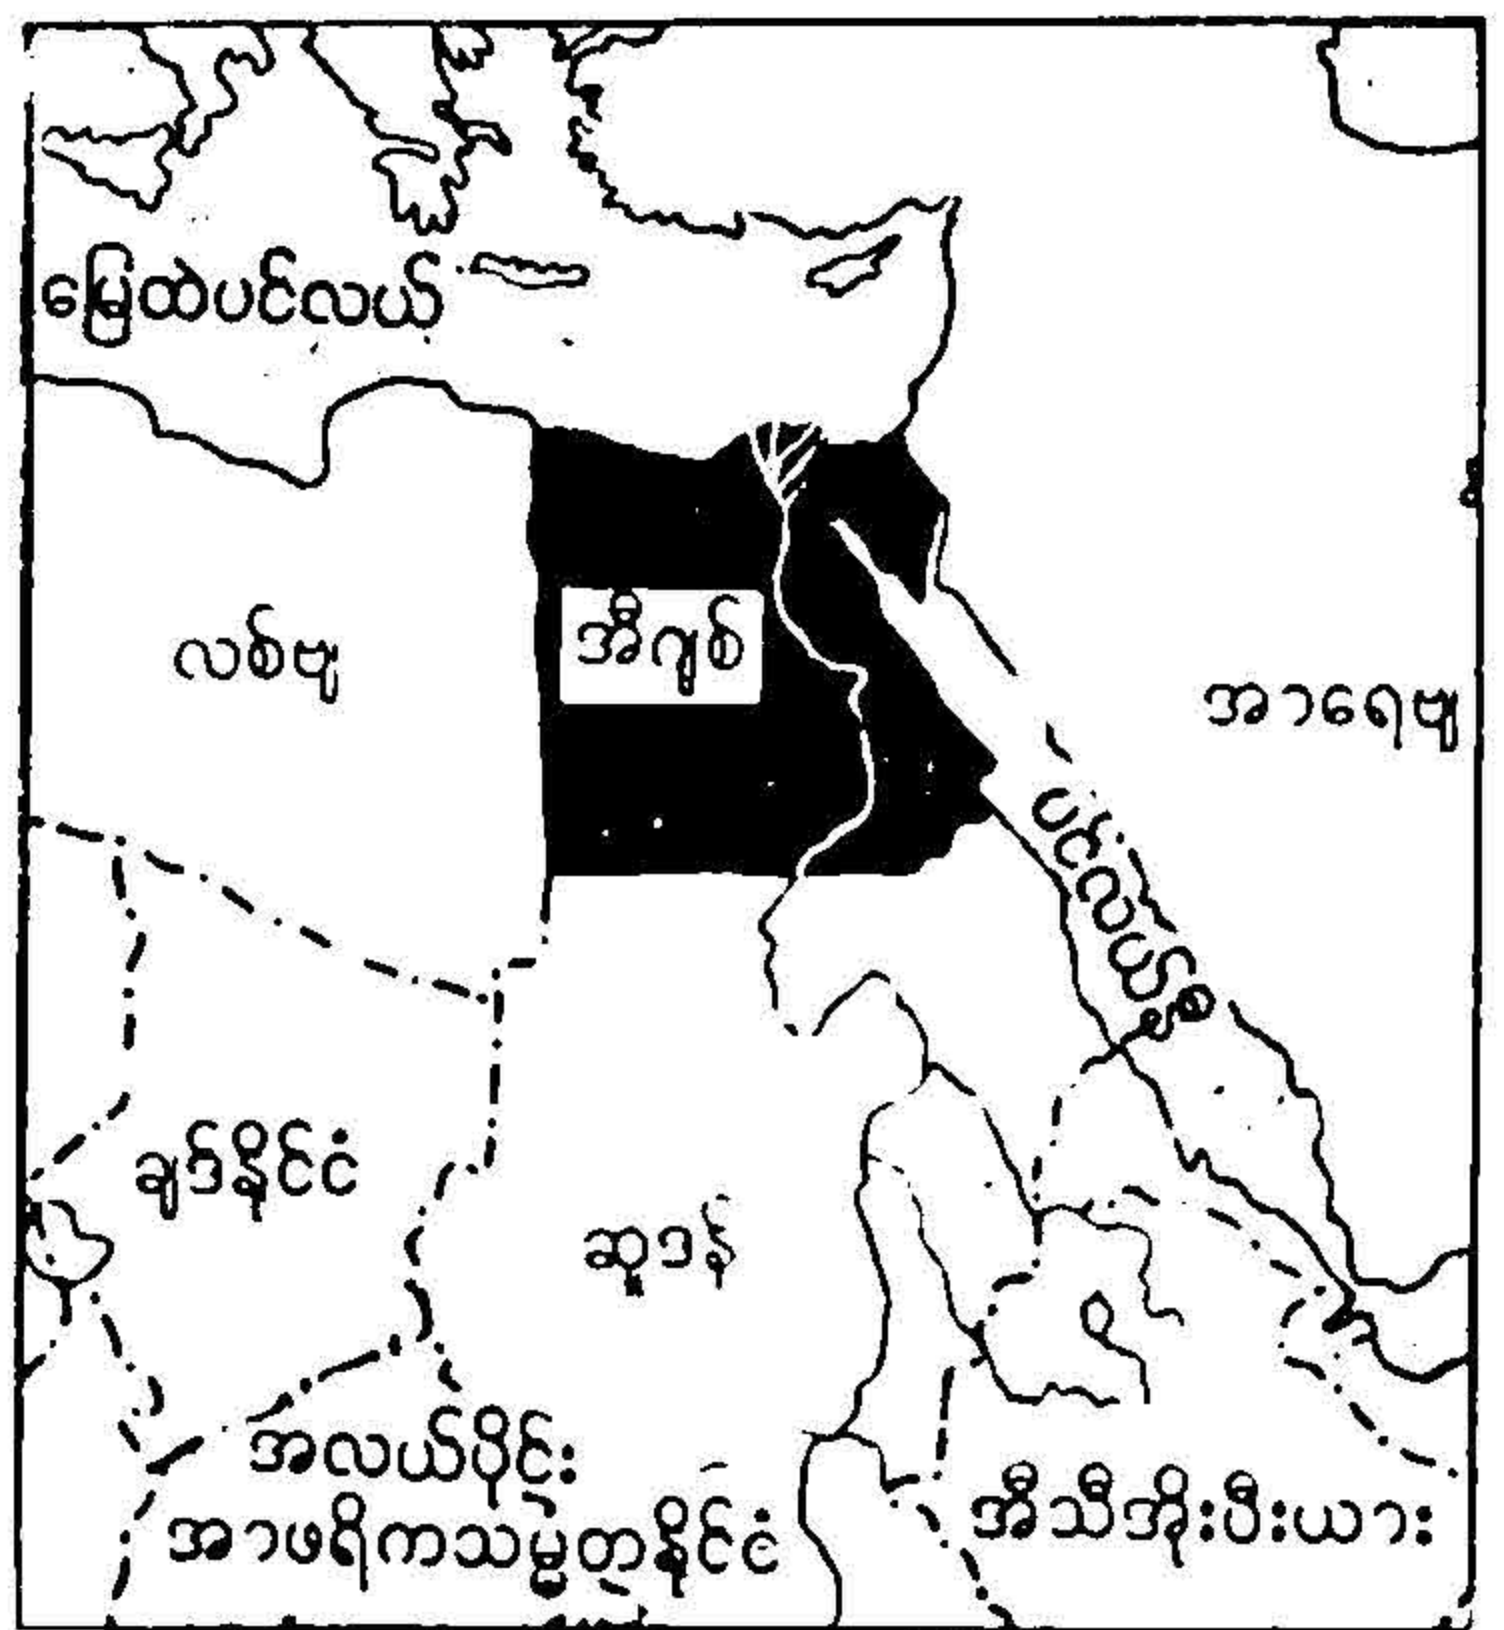 မြေထဲပင်လယ်
လစ်ဗျ
အီဂျစ်
အာရေဗျ
ပင်လယ်နီ
ချဒ်နိုင်ငံ
ဆူဒန်
အလယ်ပိုင်း
အာဖရိကသမ္မတနိုင်ငံ
အီသီအိုးပီးယား